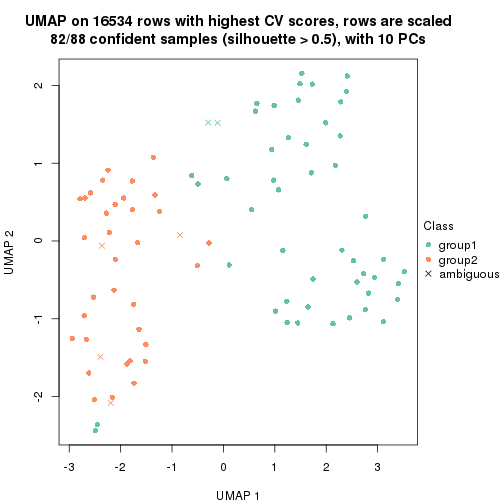 UMAP on 16534 rows with highest CV scores, rows are scaled
82/88 confident samples (silhouette > 0.5), with 10 PCs
2
1
0
-1
-2
UMAP 2
-3
-2
-1
0
1
2
3
UMAP 1
Class
group1
group2
ambiguous